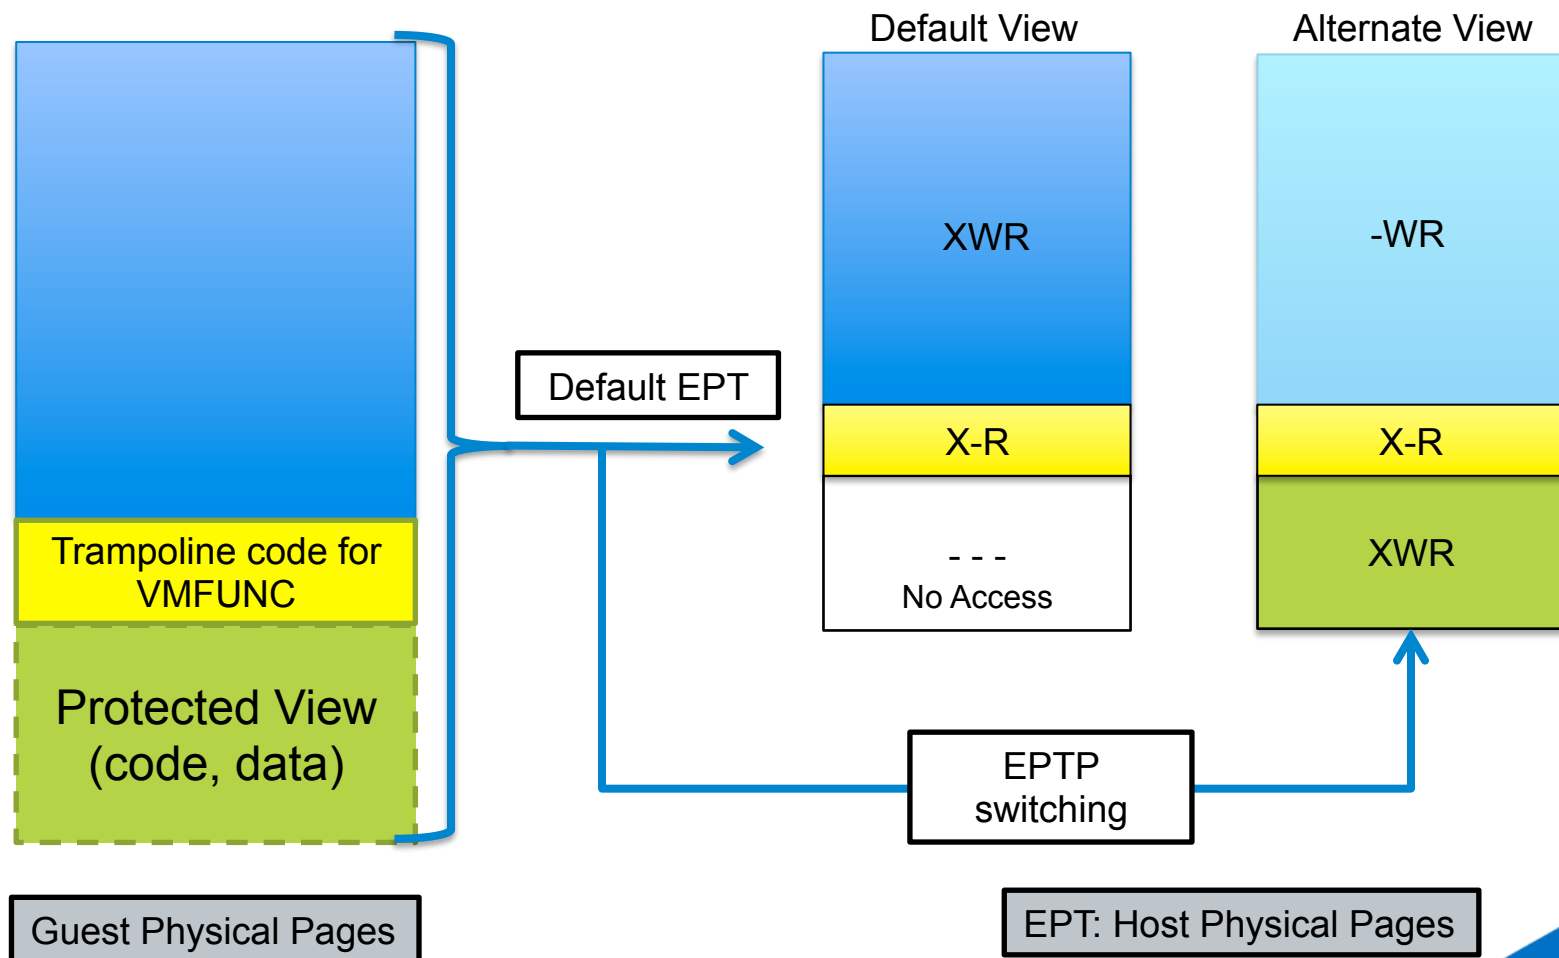 Default View
Alternate View
XWR
-WR
Default EPT
X-R
X-R
Trampoline code for
VMFUNC
- - -
No Access
XWR
Protected View
(code, data)
EPTP
switching
Guest Physical Pages
EPT: Host Physical Pages